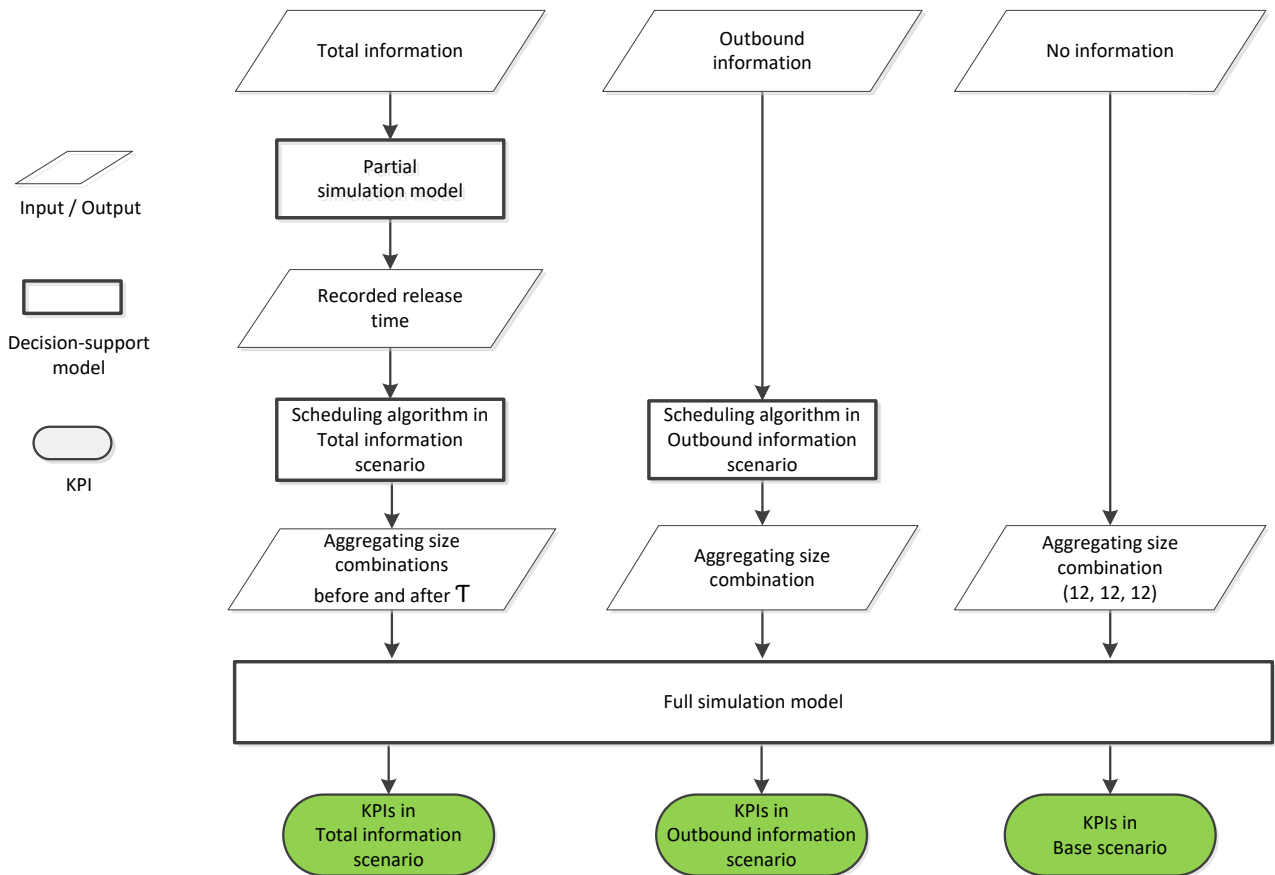 Total information
Outbound
information
No information
Partial
simulation model
Input / Output
Recorded release
time
Decision-support
model
Scheduling algorithm in
Total information
scenario
Scheduling algorithm in
Outbound information
scenario
KPI
Aggregating size
combinations
before and after T
Aggregating size
combination
Aggregating size
combination
(12, 12, 12)
Full simulation model
KPIs in
Total information
scenario
KPIs in
Outbound information
scenario
KPIs in
Base scenario